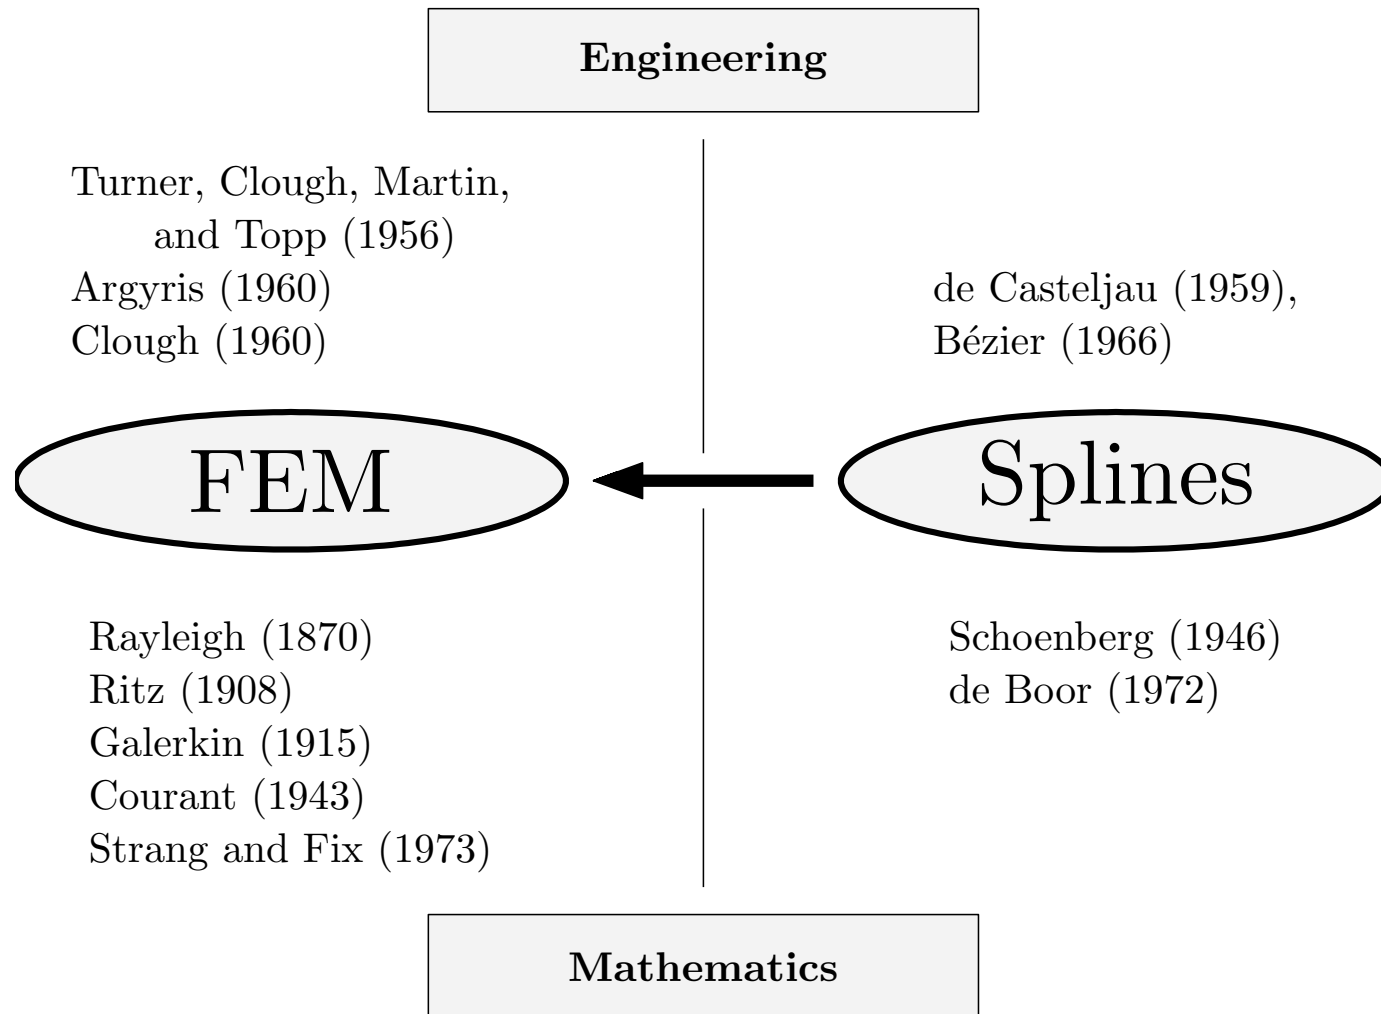 Engineering
Turner, Clough, Martin,
and Topp (1956)
Argyris (1960)
Clough (1960)
de Casteljau (1959),
Bézier (1966)
FEM
Splines
Rayleigh (1870)
Ritz (1908)
Galerkin (1915)
Courant (1943)
Strang and Fix (1973)
Schoenberg (1946)
de Boor (1972)
Mathematics